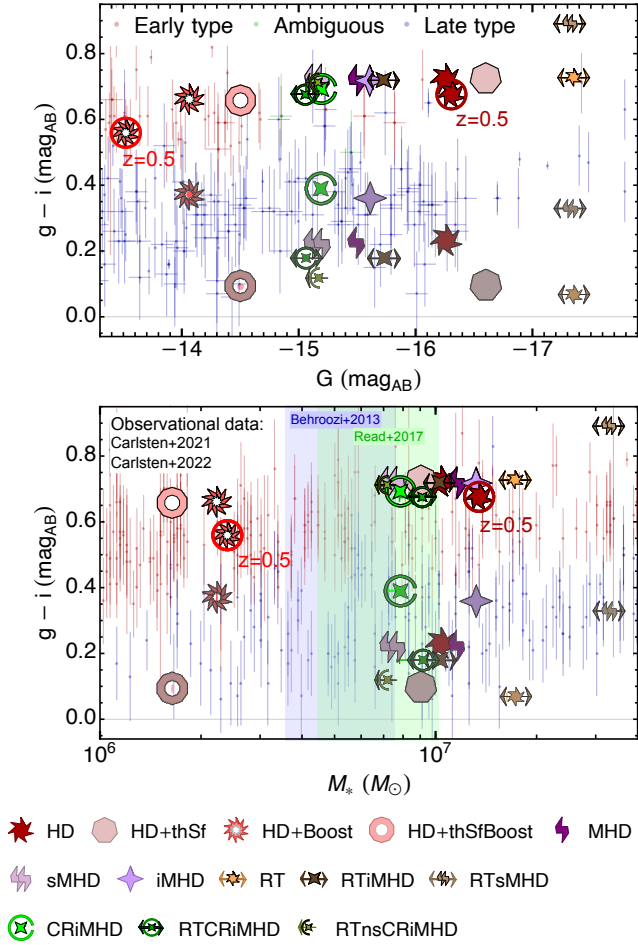 Early type Ambiguous Late type
0.8
0.6
0.4
0.2
0.0
g - i (mag_AB)
z=0.5
z=0.5
−14 −15 −16 −17
G (mag_AB)
Observational data:
Carlsten+2021
Carlsten+2022
Behroozi+2013
Read+2017
0.8
0.6
0.4
0.2
0.0
g - i (mag_AB)
z=0.5
z=0.5
10^6 10^7
M_* (M_⊙)
HD HD+thSf HD+Boost HD+thSfBoost MHD
sMHD iMHD RT RTiMHD RTsMHD
CRiMHD RTCRiMHD RTnsCRiMHD